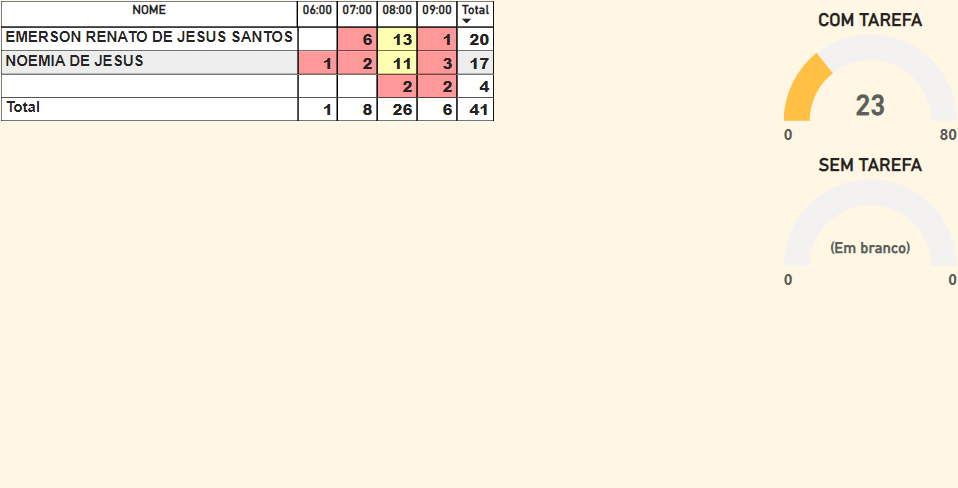 NOME 06:00 07:00 08:00 09:00 Total
EMERSON RENATO DE JESUS SANTOS 6 13 1 20
NOEMIA DE JESUS 1 2 11 3 17
2 2 4
Total 1 8 26 6 41
COM TAREFA
23
0 80
SEM TAREFA
(Em branco)
0 0